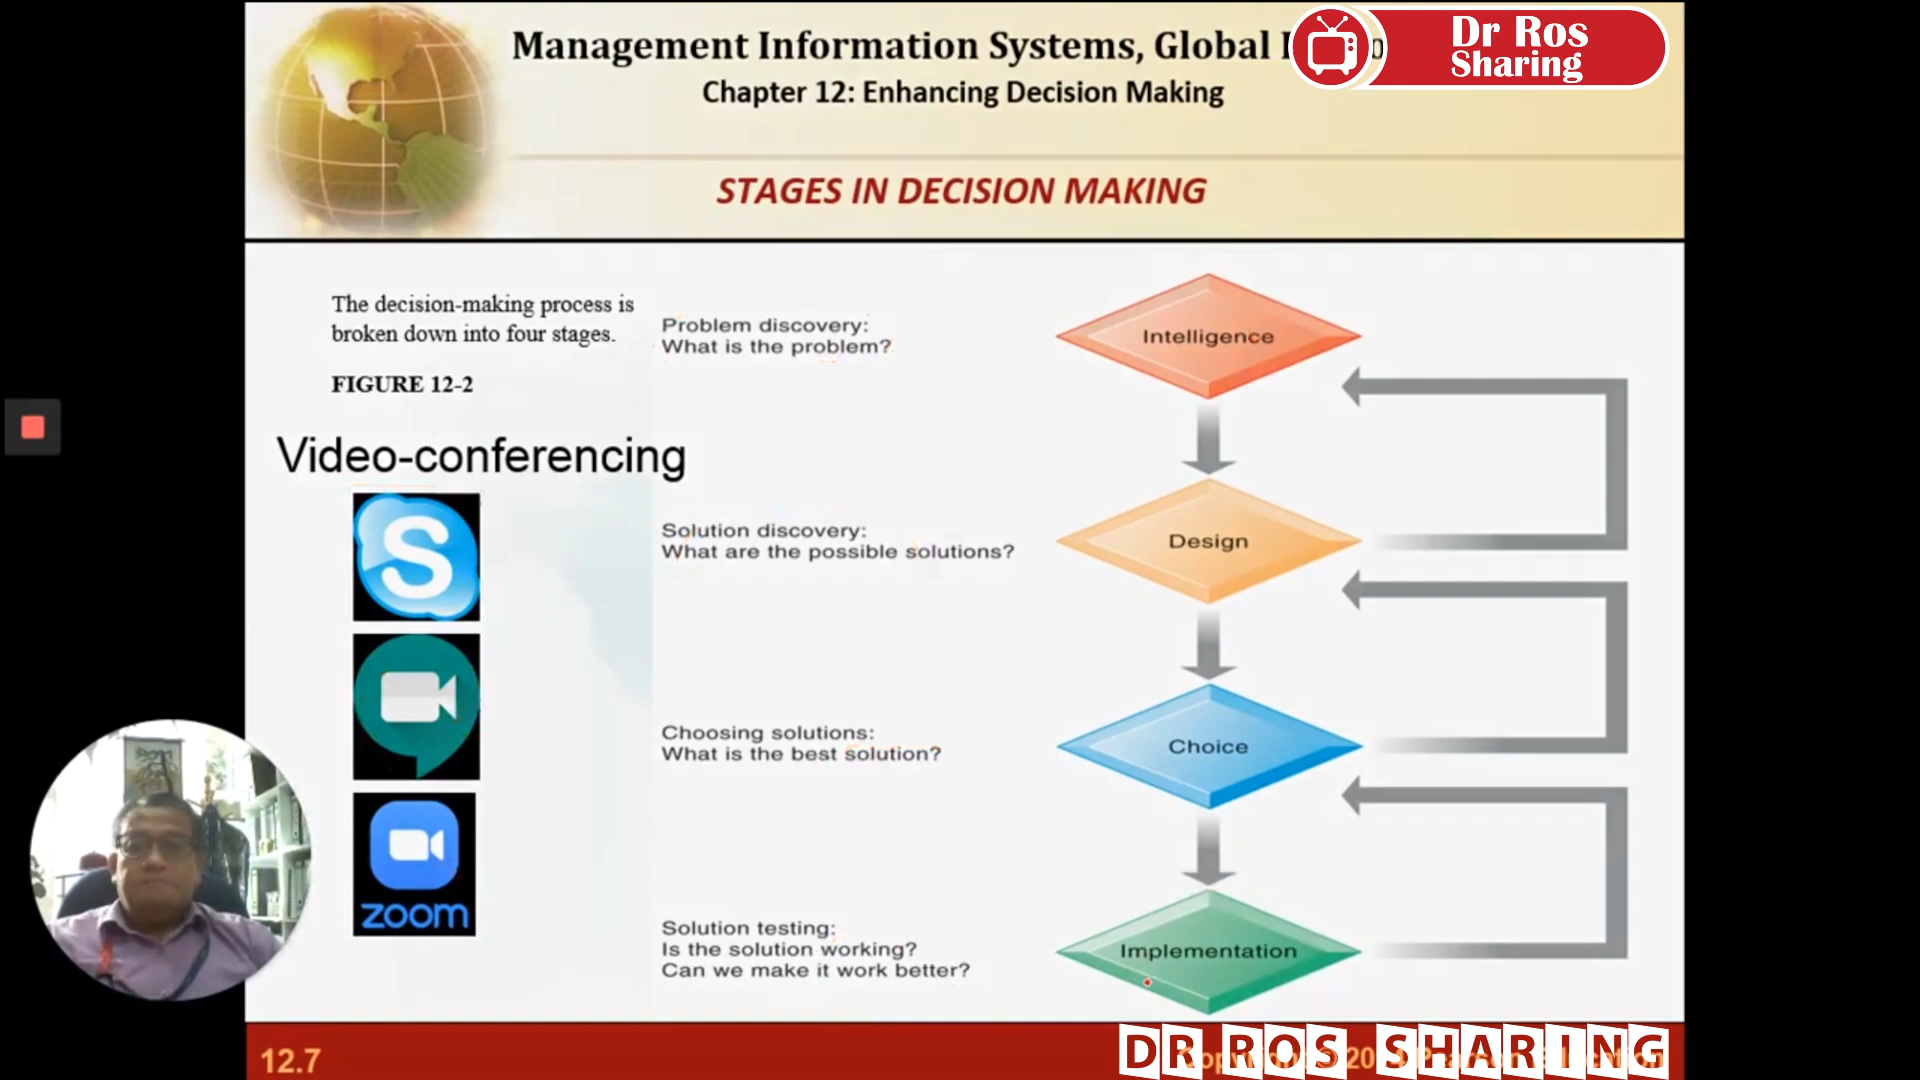 Management Information Systems, Global
Dr Ros
Sharing
Chapter 12: Enhancing Decision Making
STAGES IN DECISION MAKING
The decision-making process is
broken down into four stages.
FIGURE 12-2
Video-conferencing
S
zoom
Problem discovery:
What is the problem?
Intelligence
Solution discovery:
What are the possible solutions?
Design
Choosing solutions:
What is the best solution?
Choice
Solution testing:
Is the solution working?
Can we make it work better?
Implementation
12.7
DR ROS SHARING